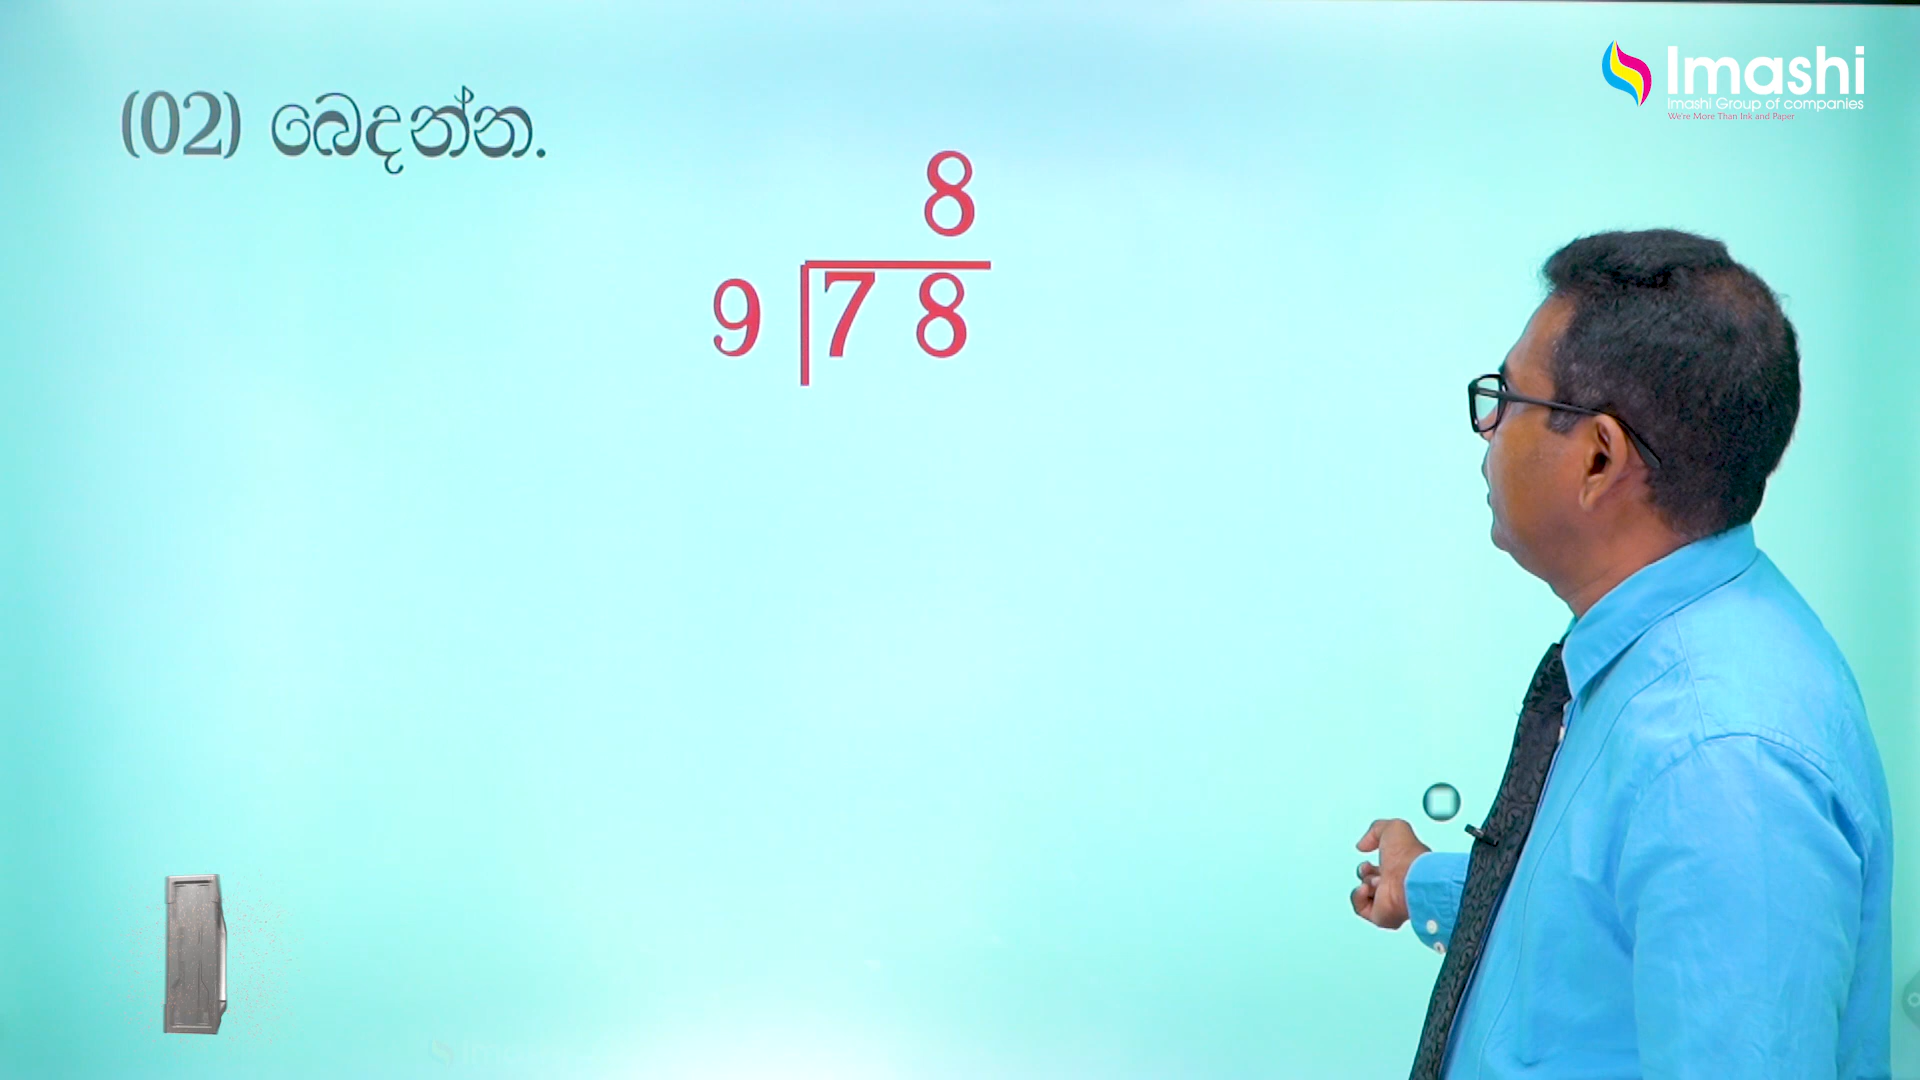 Imashi
Imashi Group of companies
We're More Than Ink and Paper
(02) බෙදන්න.
8
9 7 8